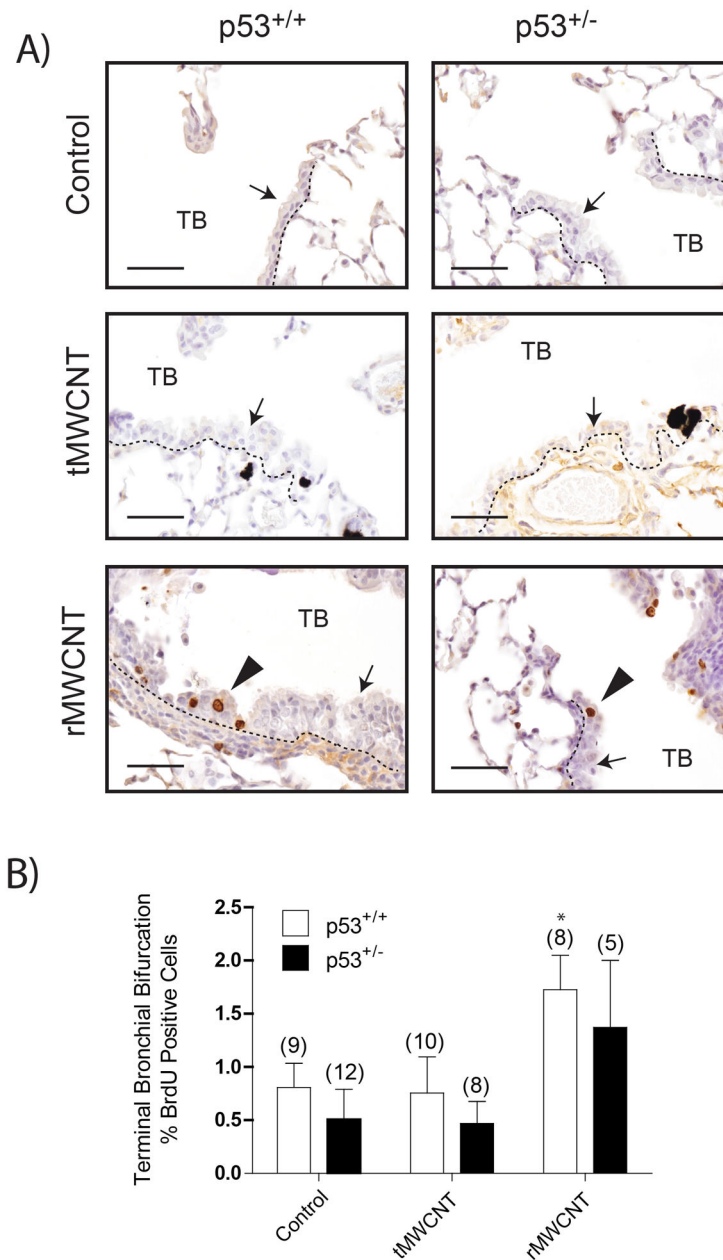 A)
p53+/+ p53+/-
Control
TB
TB
tMWCNT
TB
TB
rMWCNT
TB
TB
B)
Terminal Bronchial Bifurcation
% BrdU Positive Cells
2.5
2.0
1.5
1.0
0.5
0.0
p53+/+
p53+/-
(9)
(12)
(10)
(8)
*
(8)
(5)
Control
tMWCNT
rMWCNT